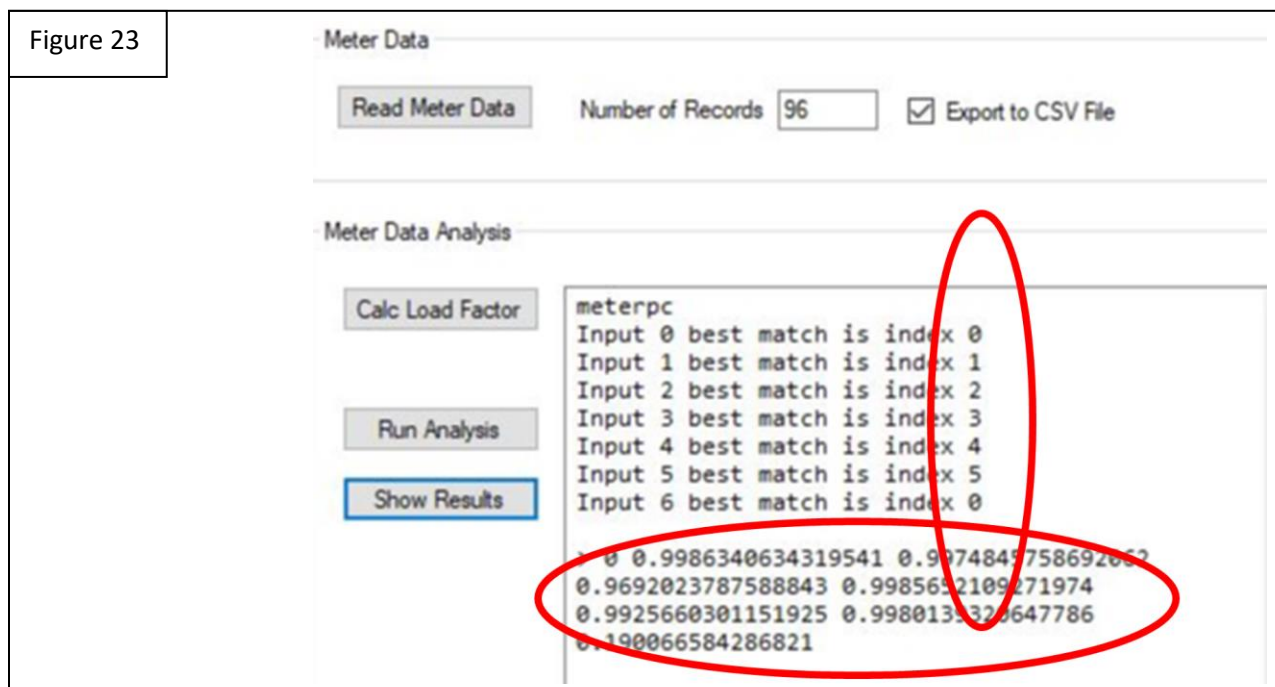 Figure 23
Meter Data
Read Meter Data Number of Records 96 Export to CSV File
Meter Data Analysis
Calc Load Factor
meterpc
Input 0 best match is index 0
Input 1 best match is index 1
Input 2 best match is index 2
Input 3 best match is index 3
Run Analysis
Input 4 best match is index 4
Input 5 best match is index 5
Show Results
Input 6 best match is index 0
> 0 0.9986340634319541
0.9692023787588843 0.9985652109271974
0.9925660301151925
0.190066584286821